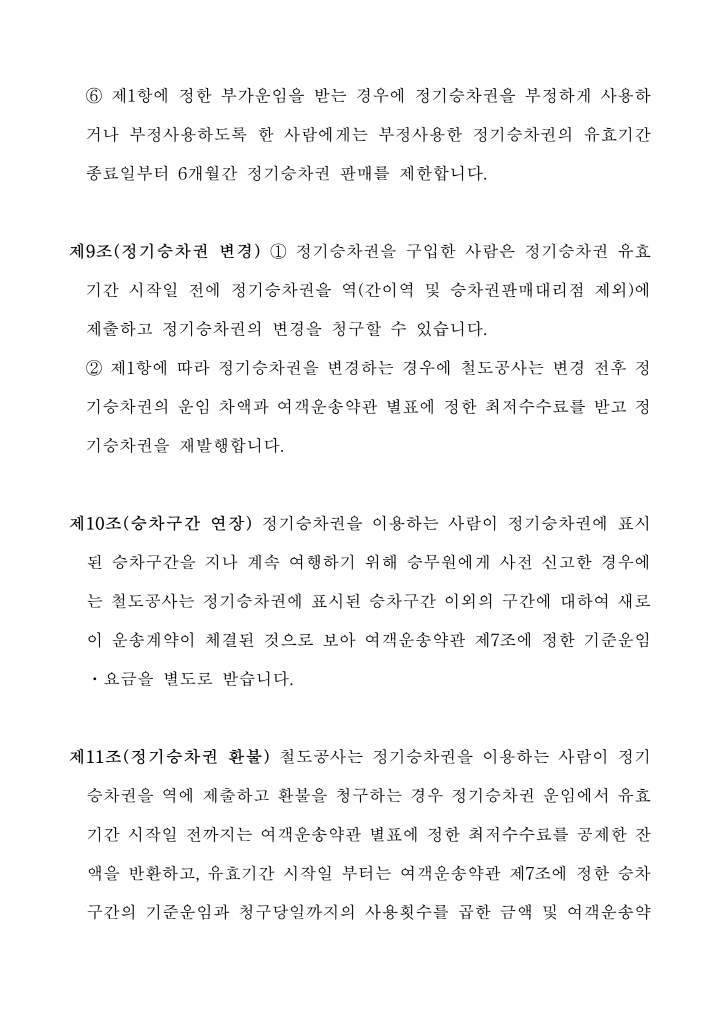 ⑥ 제1항에 정한 부가운임을 받는 경우에 정기승차권을 부정하게 사용하
거나 부정사용하도록 한 사람에게는 부정사용한 정기승차권의 유효기간
종료일부터 6개월간 정기승차권 판매를 제한합니다.
제9조(정기승차권 변경) ① 정기승차권을 구입한 사람은 정기승차권 유효
기간 시작일 전에 정기승차권을 역(간이역 및 승차권판매대리점 제외)에
제출하고 정기승차권의 변경을 청구할 수 있습니다.
② 제1항에 따라 정기승차권을 변경하는 경우에 철도공사는 변경 전후 정
기승차권의 운임 차액과 여객운송약관 별표에 정한 최저수수료를 받고 정
기승차권을 재발행합니다.
제10조(승차구간 연장) 정기승차권을 이용하는 사람이 정기승차권에 표시
된 승차구간을 지나 계속 여행하기 위해 승무원에게 사전 신고한 경우에
는 철도공사는 정기승차권에 표시된 승차구간 이외의 구간에 대하여 새로
이 운송계약이 체결된 것으로 보아 여객운송약관 제7조에 정한 기준운임
·요금을 별도로 받습니다.
제11조(정기승차권 환불) 철도공사는 정기승차권을 이용하는 사람이 정기
승차권을 역에 제출하고 환불을 청구하는 경우 정기승차권 운임에서 유효
기간 시작일 전까지는 여객운송약관 별표에 정한 최저수수료를 공제한 잔
액을 반환하고, 유효기간 시작일 부터는 여객운송약관 제7조에 정한 승차
구간의 기준운임과 청구당일까지의 사용횟수를 곱한 금액 및 여객운송약